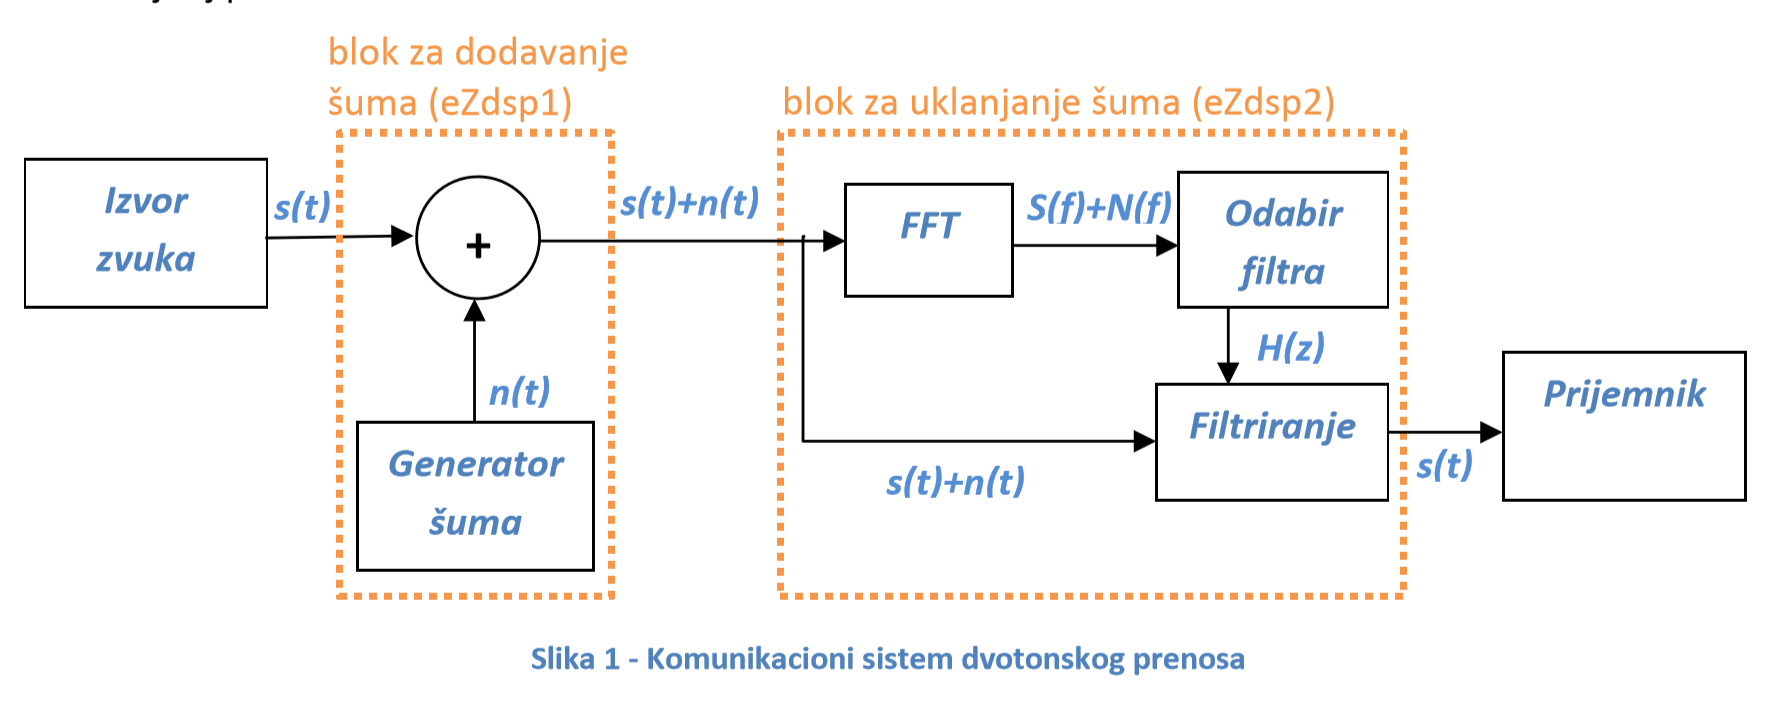 blok za dodavanje
šuma (eZdsp1)
blok za uklanjanje šuma (eZdsp2)
Izvor
zvuka
s(t)
+
s(t)+n(t)
FFT
S(f)+N(f)
Odabir
filtra
H(z)
n(t)
Generator
šuma
s(t)+n(t)
Filtriranje
s(t)
Prijemnik
Slika 1 - Komunikacioni sistem dvotonskog prenosa